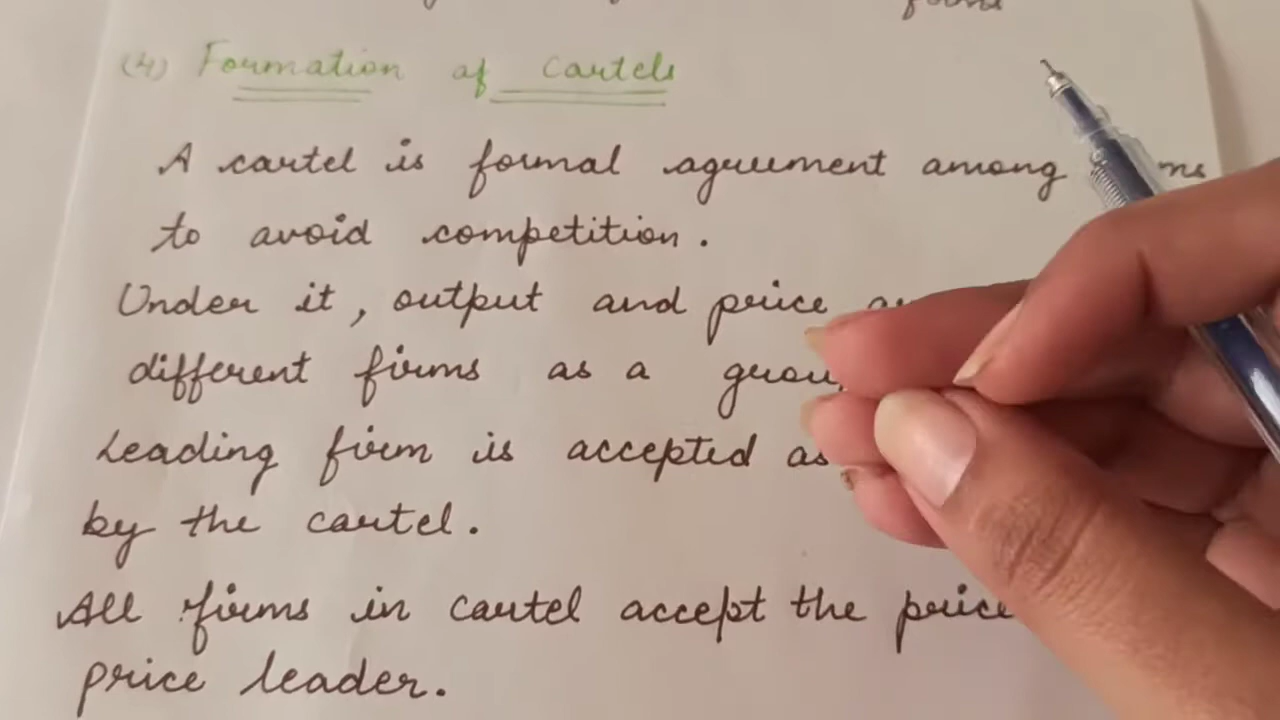 (4) Formation of Cartels
A cartel is formal agreement among
to avoid competition.
Under it, output and price
different firms as a
Leading firm is accepted as
by the cartel.
All firms in cartel accept the price
price leader.